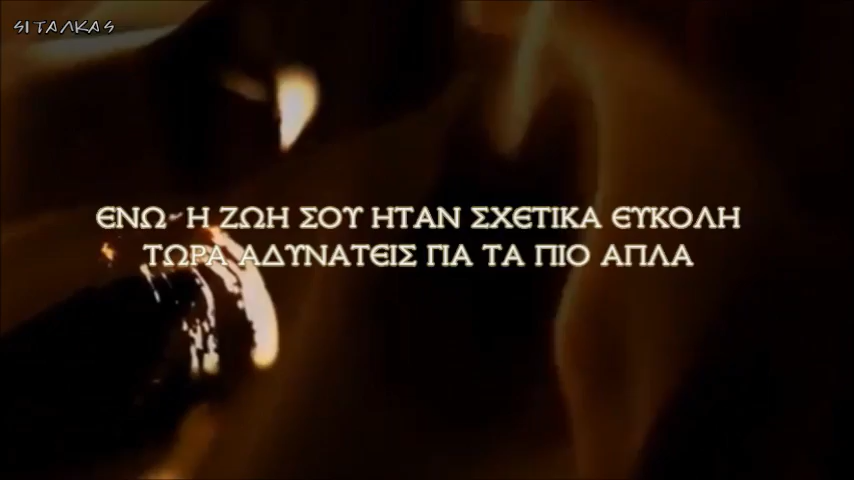 SITALKAS
ΕΝΩ Η ΖΩΗ ΣΟΥ ΗΤΑΝ ΣΧΕΤΙΚΑ ΕΥΚΟΛΗ
ΤΩΡΑ ΑΔΥΝΑΤΕΙΣ ΓΙΑ ΤΑ ΠΙΟ ΑΠΛΑ